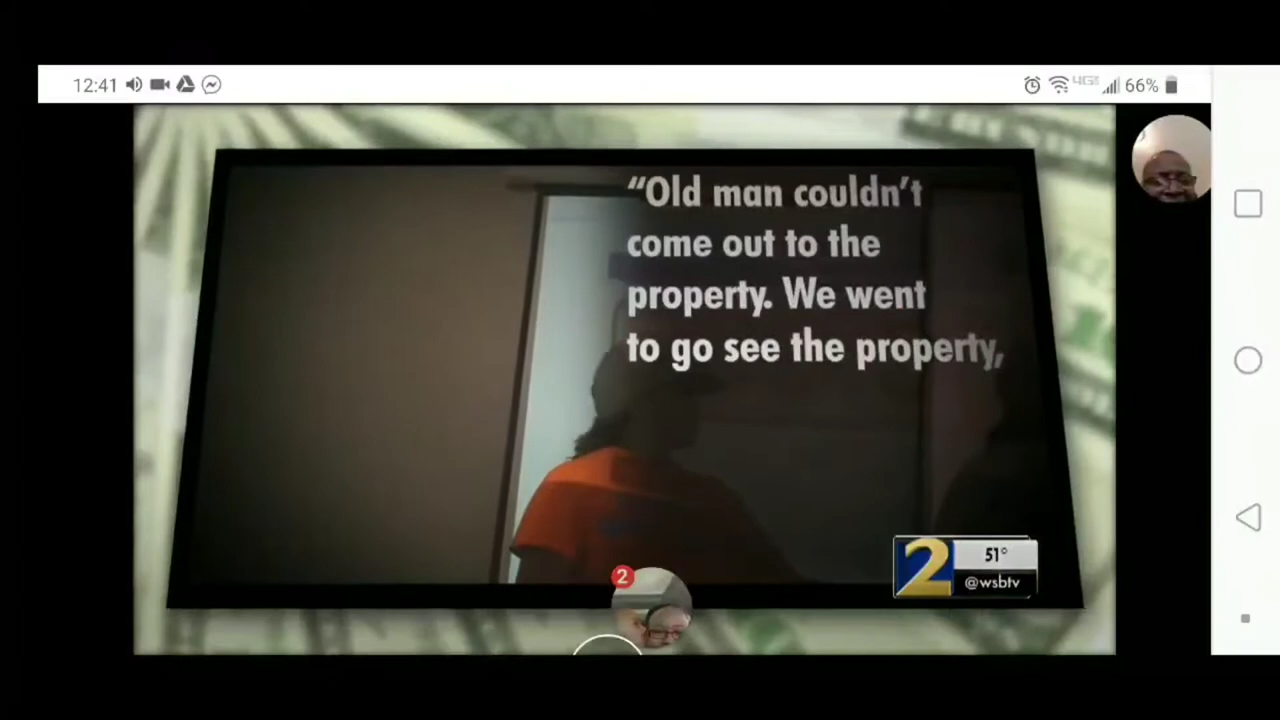 12:41
4GE 66%
“Old man couldn’t
come out to the
property. We went
to go see the property,
2
51°
@wsbtv
2